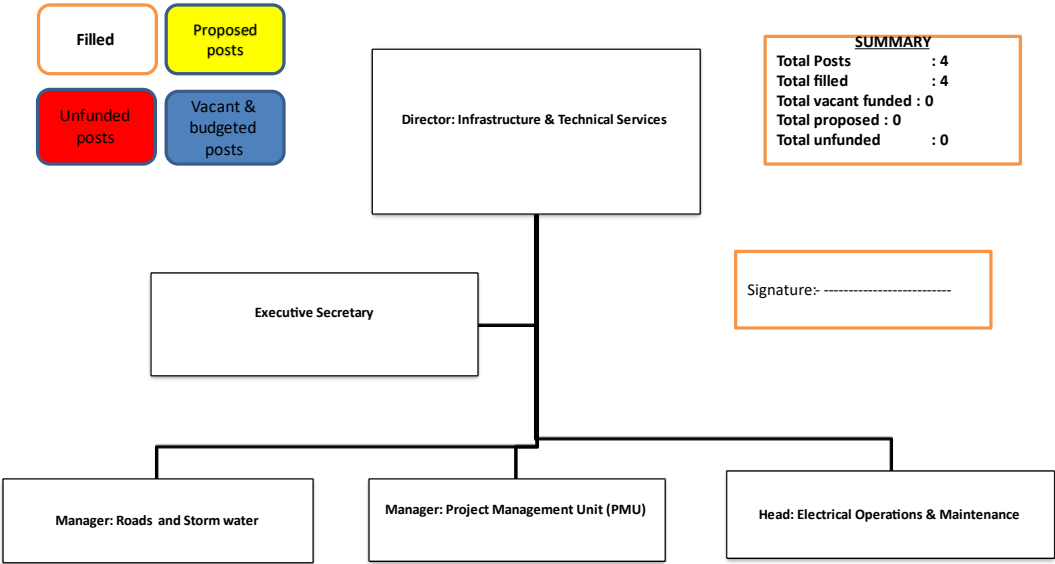 Filled
Proposed
posts
Unfunded
posts
Vacant &
budgeted
posts
SUMMARY
Total Posts : 4
Total filled : 4
Total vacant funded : 0
Total proposed : 0
Total unfunded : 0
Director: Infrastructure & Technical Services
Signature:- --------------------------
Executive Secretary
Manager: Roads and Storm water
Manager: Project Management Unit (PMU)
Head: Electrical Operations & Maintenance